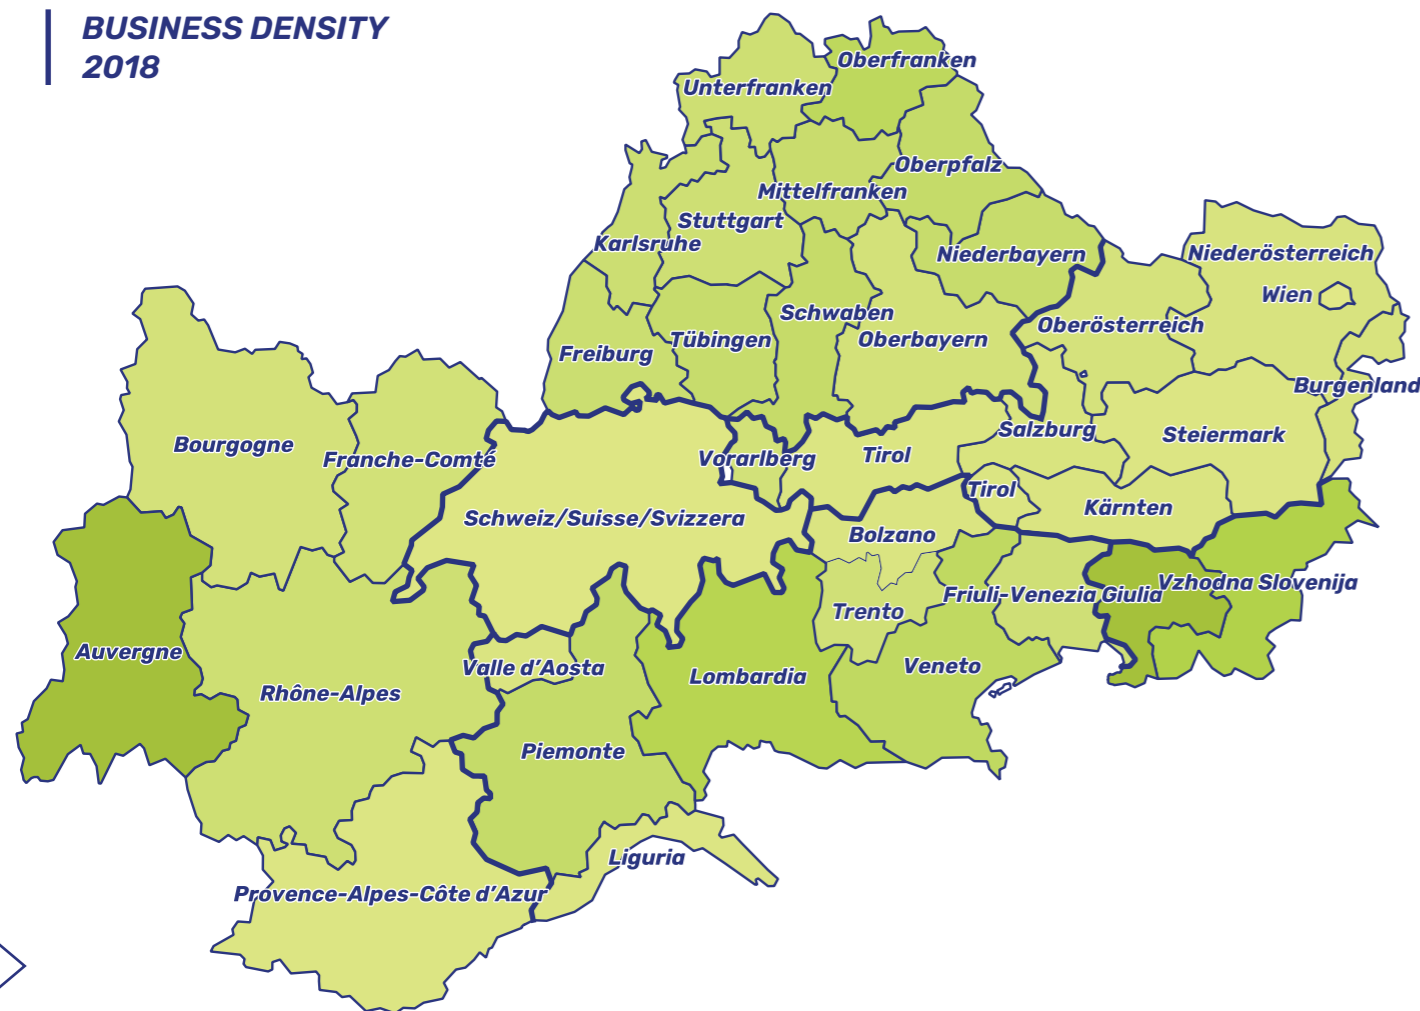 BUSINESS DENSITY
2018
Oberfranken
Unterfranken
Oberpfalz
Mittelfranken
Stuttgart
Karlsruhe
Niederbayern
Niederösterreich
Wien
Schwaben
Oberösterreich
Tübingen
Oberbayern
Freiburg
Burgenland
Bourgogne
Franche-Comté
Vorarlberg
Tirol
Salzburg
Steiermark
Tirol
Kärnten
Schweiz/Suisse/Svizzera
Bolzano
Vzhodna Slovenija
Friuli-Venezia Giulia
Trento
Auvergne
Valle d'Aosta
Veneto
Lombardia
Rhône-Alpes
Piemonte
Liguria
Provence-Alpes-Côte d'Azur